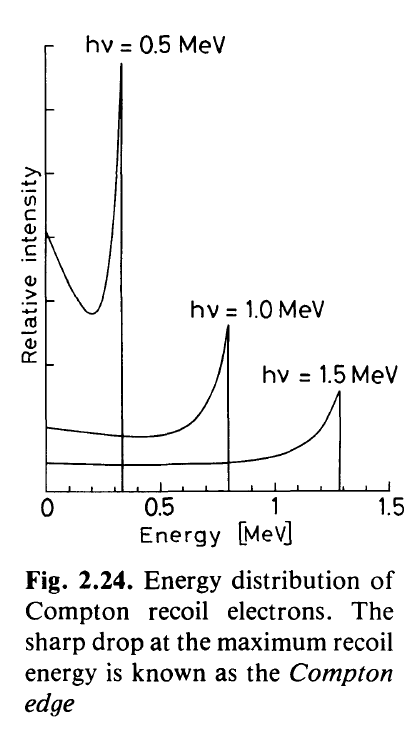 hν = 0.5 MeV
Relative intensity
hν = 1.0 MeV
hν = 1.5 MeV
0
0.5
1
1.5
Energy [MeV]
Fig. 2.24. Energy distribution of
Compton recoil electrons. The
sharp drop at the maximum recoil
energy is known as the Compton
edge